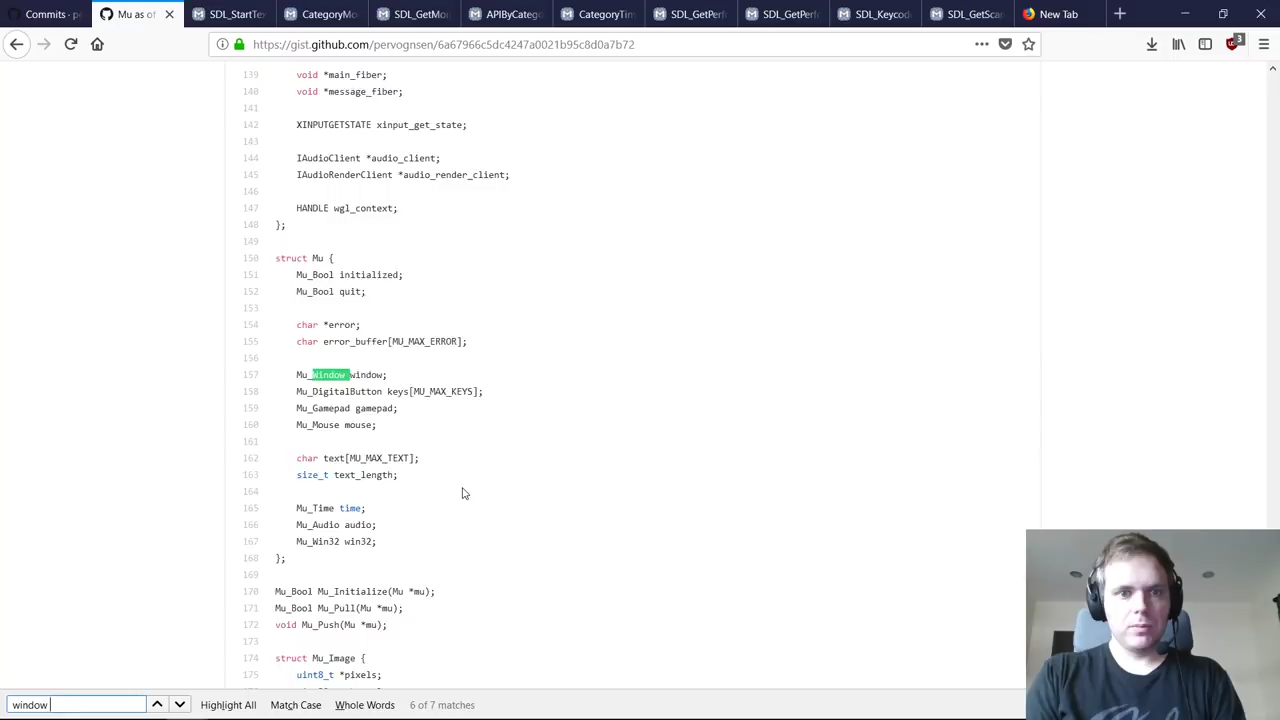 Commits · per
Mu as of
SDL_StartTex
CategoryMo
SDL_GetMo
APIByCatego
CategoryTim
SDL_GetPerf
SDL_GetPerf
SDL_Keycod
SDL_GetSca
New Tab
https://gist.github.com/pervognsen/6a67966c5dc4247a0021b95c8d0a7b72
3
139 void *main_fiber;
140 void *message_fiber;
141
142 XINPUTGETSTATE xinput_get_state;
143
144 IAudioClient *audio_client;
145 IAudioRenderClient *audio_render_client;
146
147 HANDLE wgl_context;
148 };
149
150 struct Mu {
151 Mu_Bool initialized;
152 Mu_Bool quit;
153
154 char *error;
155 char error_buffer[MU_MAX_ERROR];
156
157 Mu_Window window;
158 Mu_DigitalButton keys[MU_MAX_KEYS];
159 Mu_Gamepad gamepad;
160 Mu_Mouse mouse;
161
162 char text[MU_MAX_TEXT];
163 size_t text_length;
164
165 Mu_Time time;
166 Mu_Audio audio;
167 Mu_Win32 win32;
168 };
169
170 Mu_Bool Mu_Initialize(Mu *mu);
171 Mu_Bool Mu_Pull(Mu *mu);
172 void Mu_Push(Mu *mu);
173
174 struct Mu_Image {
175 uint8_t *pixels;
window
Highlight All
Match Case
Whole Words
6 of 7 matches